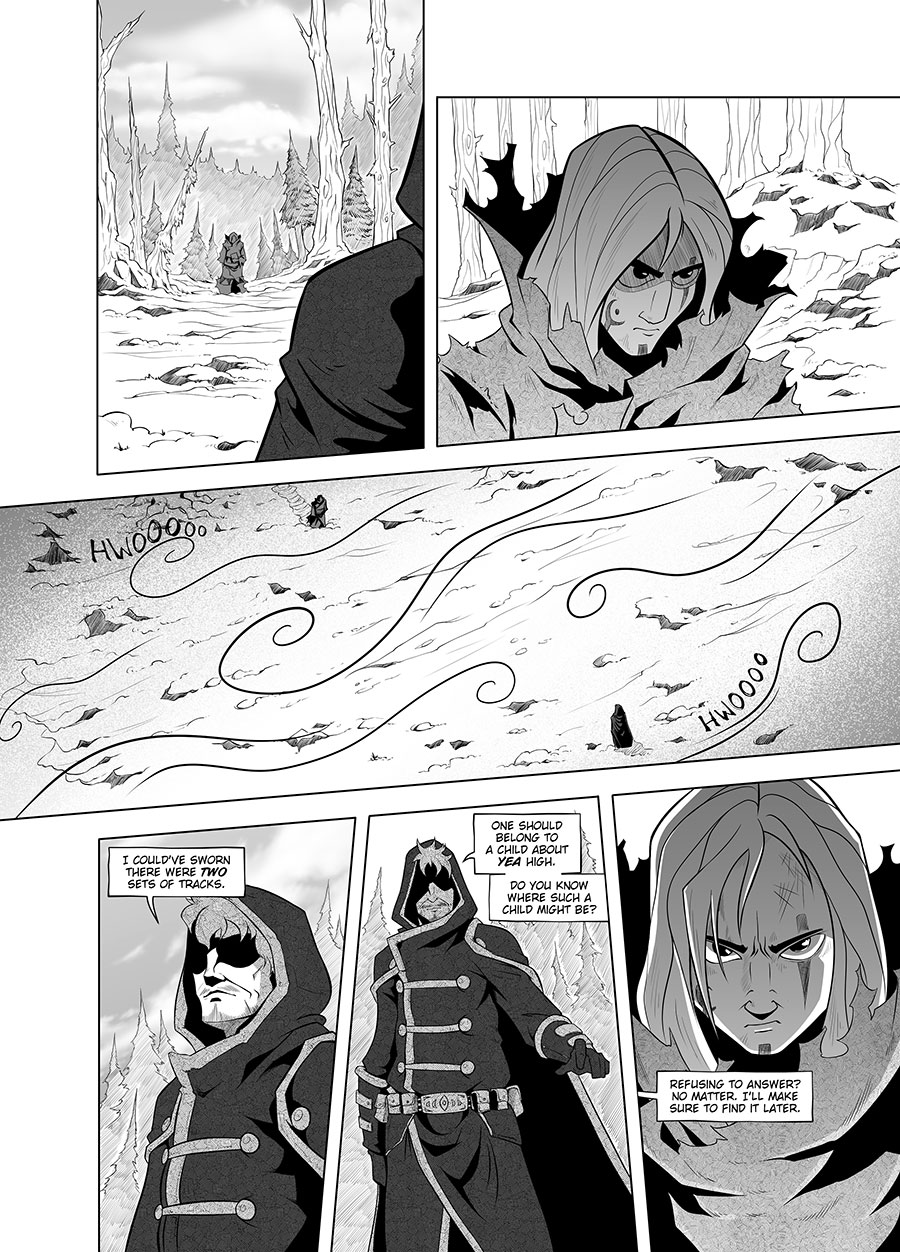 HWOOOOO
HWOOOO
I COULD'VE SWORN
THERE WERE TWO
SETS OF TRACKS.
ONE SHOULD
BELONG TO
A CHILD ABOUT
YEA HIGH.
DO YOU KNOW
WHERE SUCH A
CHILD MIGHT BE?
REFUSING TO ANSWER?
NO MATTER. I'LL MAKE
SURE TO FIND IT LATER.